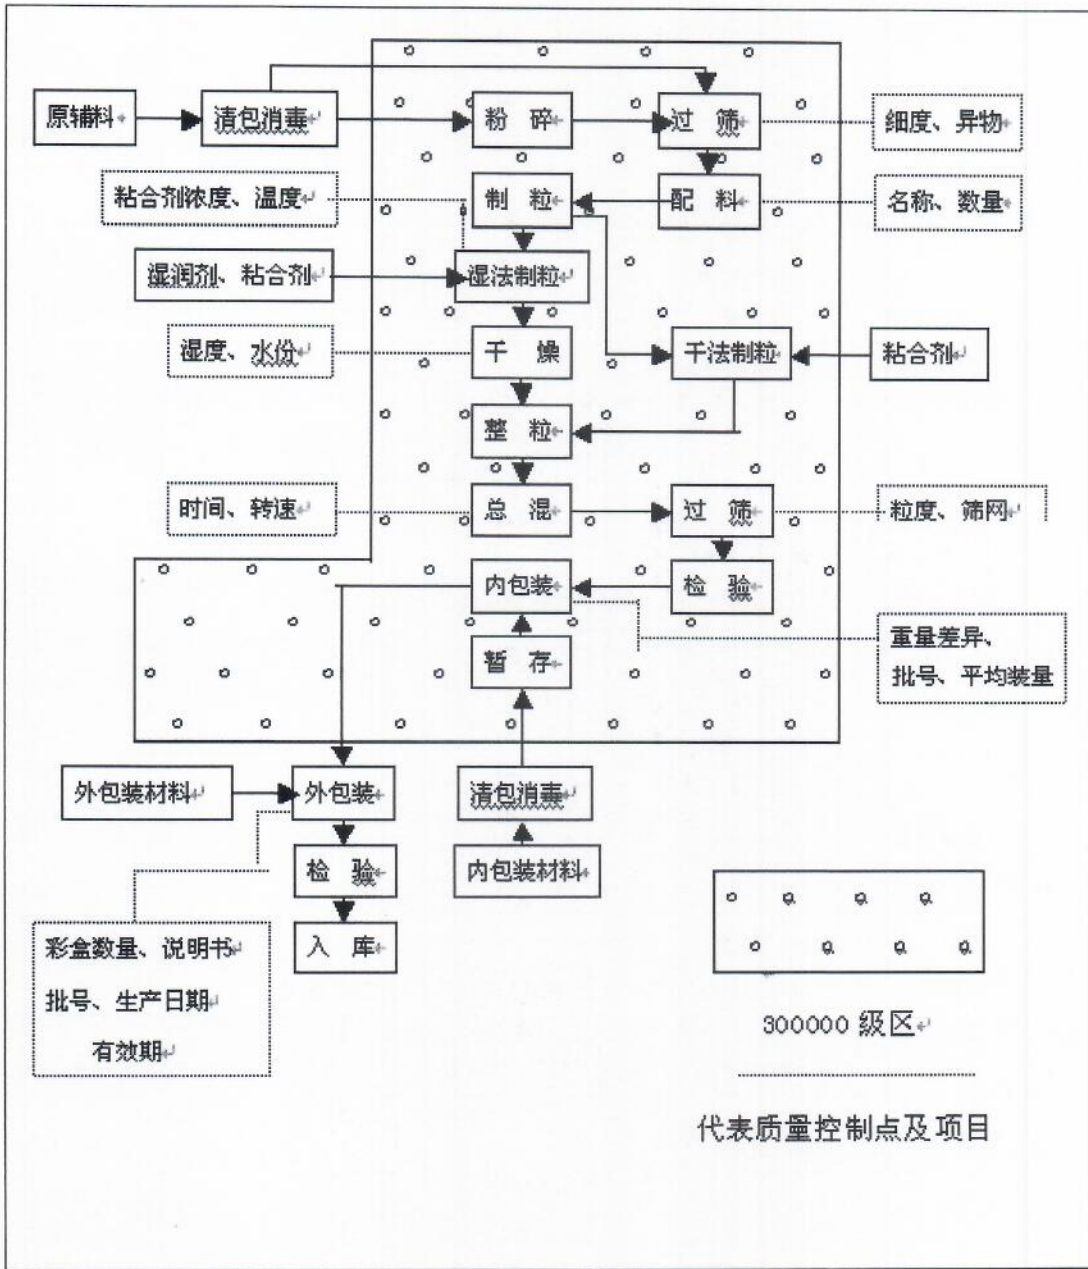 原辅料
清包消毒
粉 碎
过 筛
细度、异物
粘合剂浓度、温度
制 粒
配 料
名称、数量
湿润剂、粘合剂
湿法制粒
湿度、水份
干 燥
干法制粒
粘合剂
整 粒
时间、转速
总 混
过 筛
粒度、筛网
内包装
检 验
暂 存
重量差异、
批号、平均装量
外包装材料
外包装
清包消毒
检 验
内包装材料
入 库
彩盒数量、说明书
批号、生产日期
有效期
300000 级区
代表质量控制点及项目